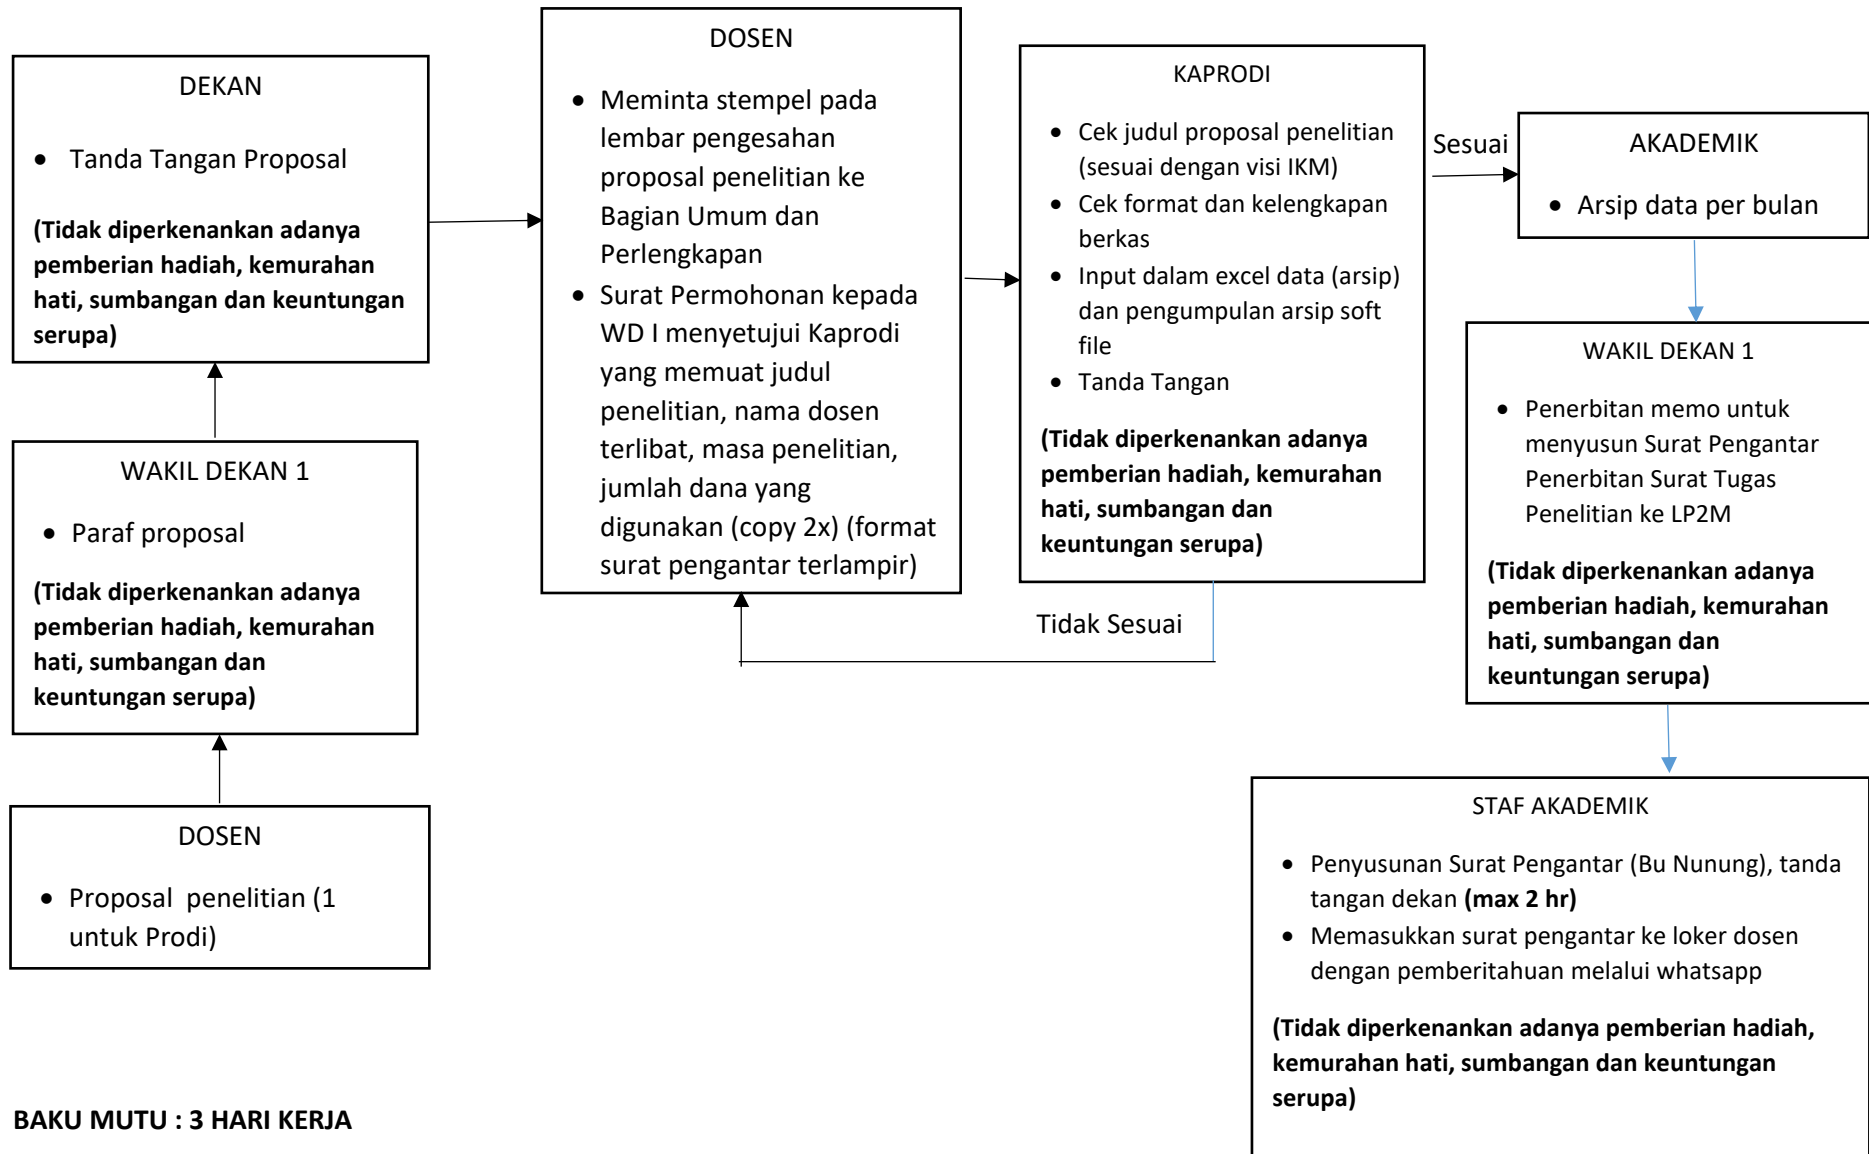 DEKAN
• Tanda Tangan Proposal
(Tidak diperkenankan adanya
pemberian hadiah, kemurahan
hati, sumbangan dan keuntungan
serupa)
WAKIL DEKAN 1
• Paraf proposal
(Tidak diperkenankan adanya
pemberian hadiah, kemurahan
hati, sumbangan dan
keuntungan serupa)
DOSEN
• Proposal penelitian (1
untuk Prodi)
DOSEN
• Meminta stempel pada
lembar pengesahan
proposal penelitian ke
Bagian Umum dan
Perlengkapan
• Surat Permohonan kepada
WD I menyetujui Kaprodi
yang memuat judul
penelitian, nama dosen
terlibat, masa penelitian,
jumlah dana yang
digunakan (copy 2x) (format
surat pengantar terlampir)
KAPRODI
• Cek judul proposal penelitian
(sesuai dengan visi IKM)
• Cek format dan kelengkapan
berkas
• Input dalam excel data (arsip)
dan pengumpulan arsip soft
file
• Tanda Tangan
(Tidak diperkenankan adanya
pemberian hadiah, kemurahan
hati, sumbangan dan
keuntungan serupa)
Tidak Sesuai
Sesuai
AKADEMIK
• Arsip data per bulan
WAKIL DEKAN 1
• Penerbitan memo untuk
menyusun Surat Pengantar
Penerbitan Surat Tugas
Penelitian ke LP2M
(Tidak diperkenankan adanya
pemberian hadiah, kemurahan
hati, sumbangan dan
keuntungan serupa)
STAF AKADEMIK
• Penyusunan Surat Pengantar (Bu Nunung), tanda
tangan dekan (max 2 hr)
• Memasukkan surat pengantar ke loker dosen
dengan pemberitahuan melalui whatsapp
(Tidak diperkenankan adanya pemberian hadiah,
kemurahan hati, sumbangan dan keuntungan
serupa)
BAKU MUTU : 3 HARI KERJA